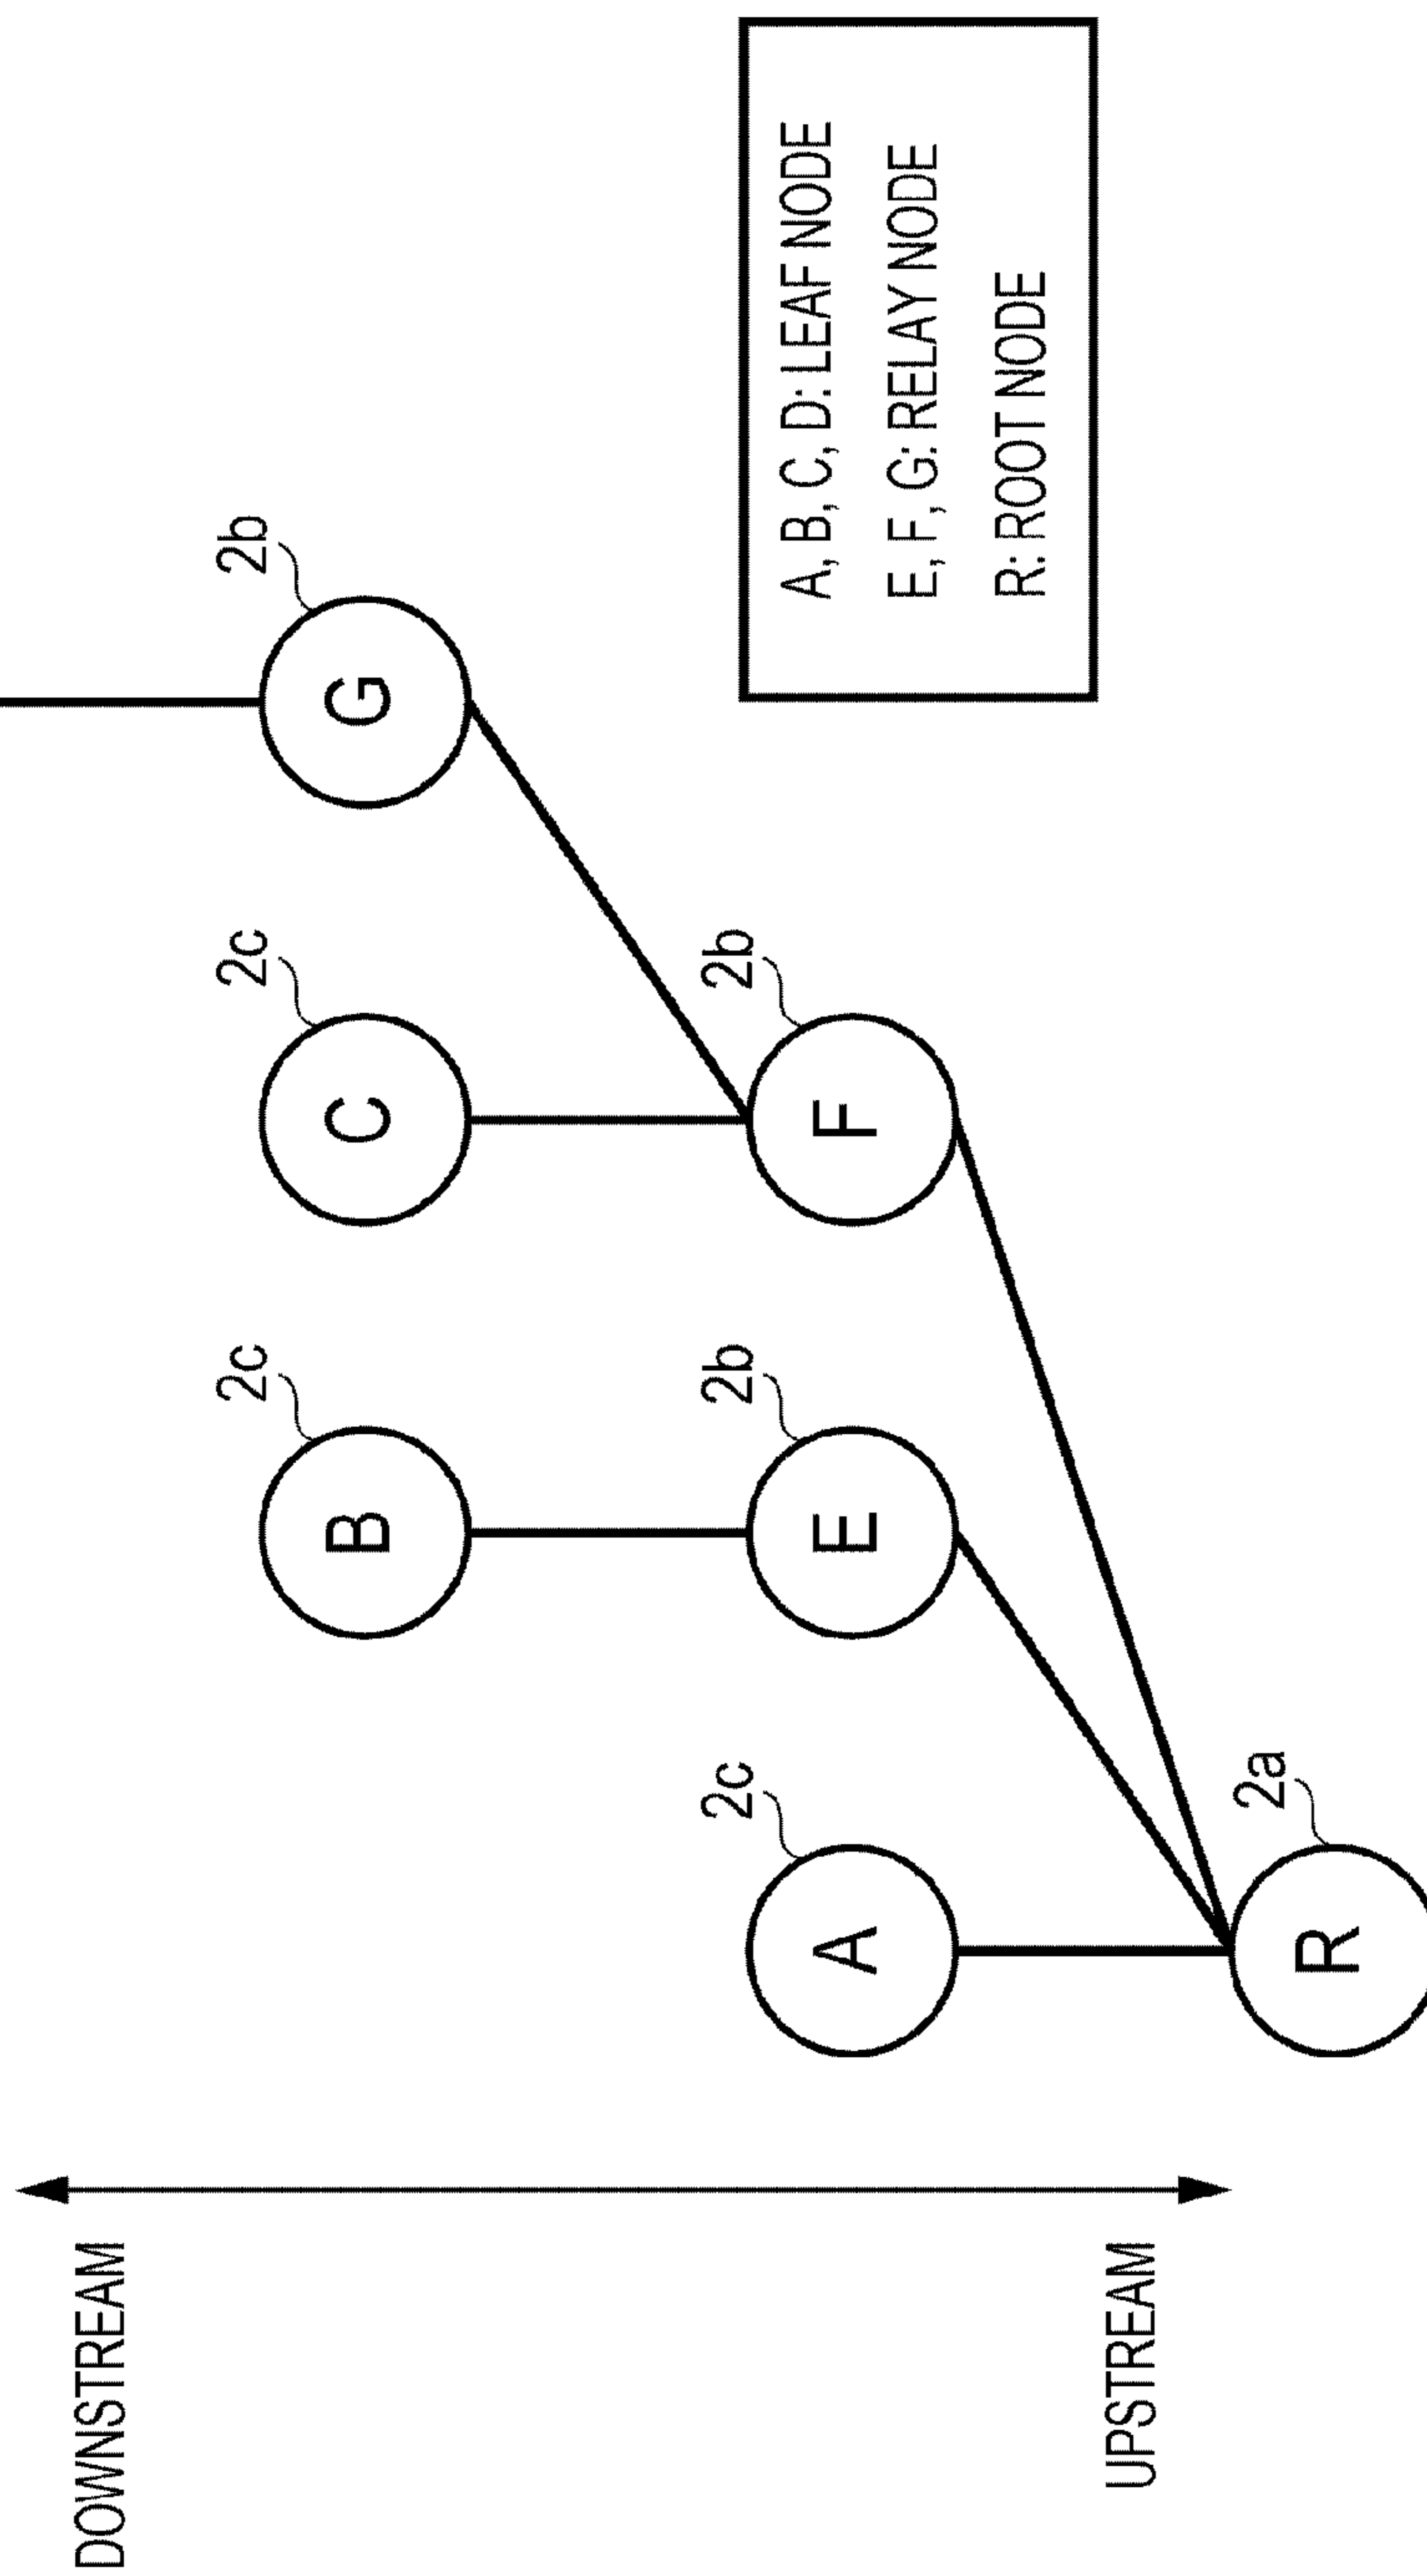 DOWNSTREAM
2c
B
2c
C
2b
G
2c
A
2b
E
2b
F
UPSTREAM
2a
R
A, B, C, D: LEAF NODE
E, F, G: RELAY NODE
R: ROOT NODE